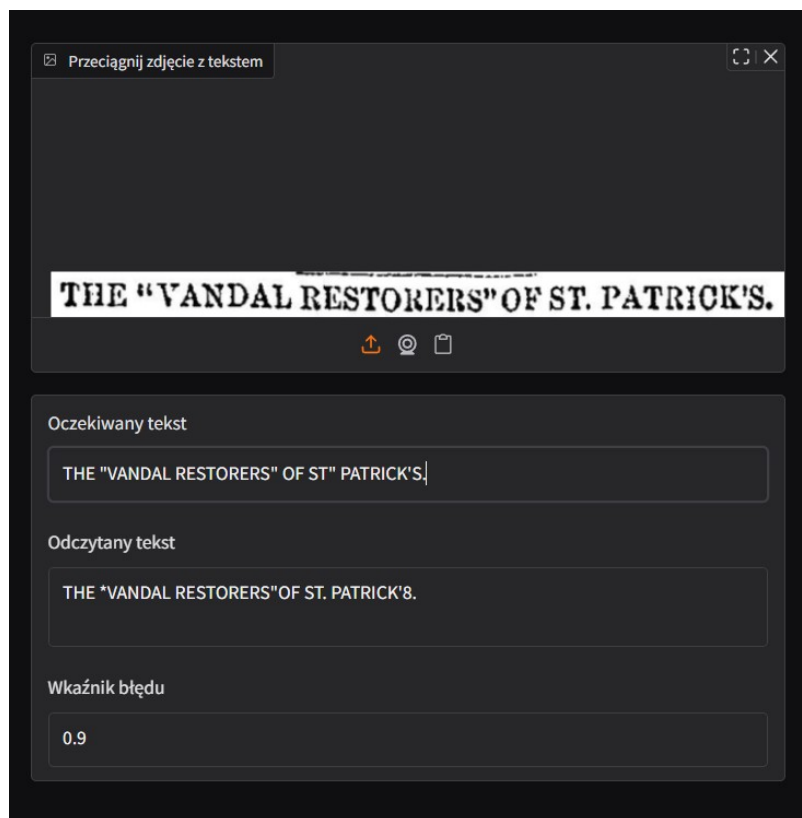 Przeciągnij zdjęcie z tekstem
THE “VANDAL RESTORERS” OF ST. PATRICK'S.
Oczekiwany tekst
THE "VANDAL RESTORERS" OF ST" PATRICK'S.
Odczytany tekst
THE *VANDAL RESTORERS"OF ST. PATRICK'8.
Wkaźnik błędu
0.9